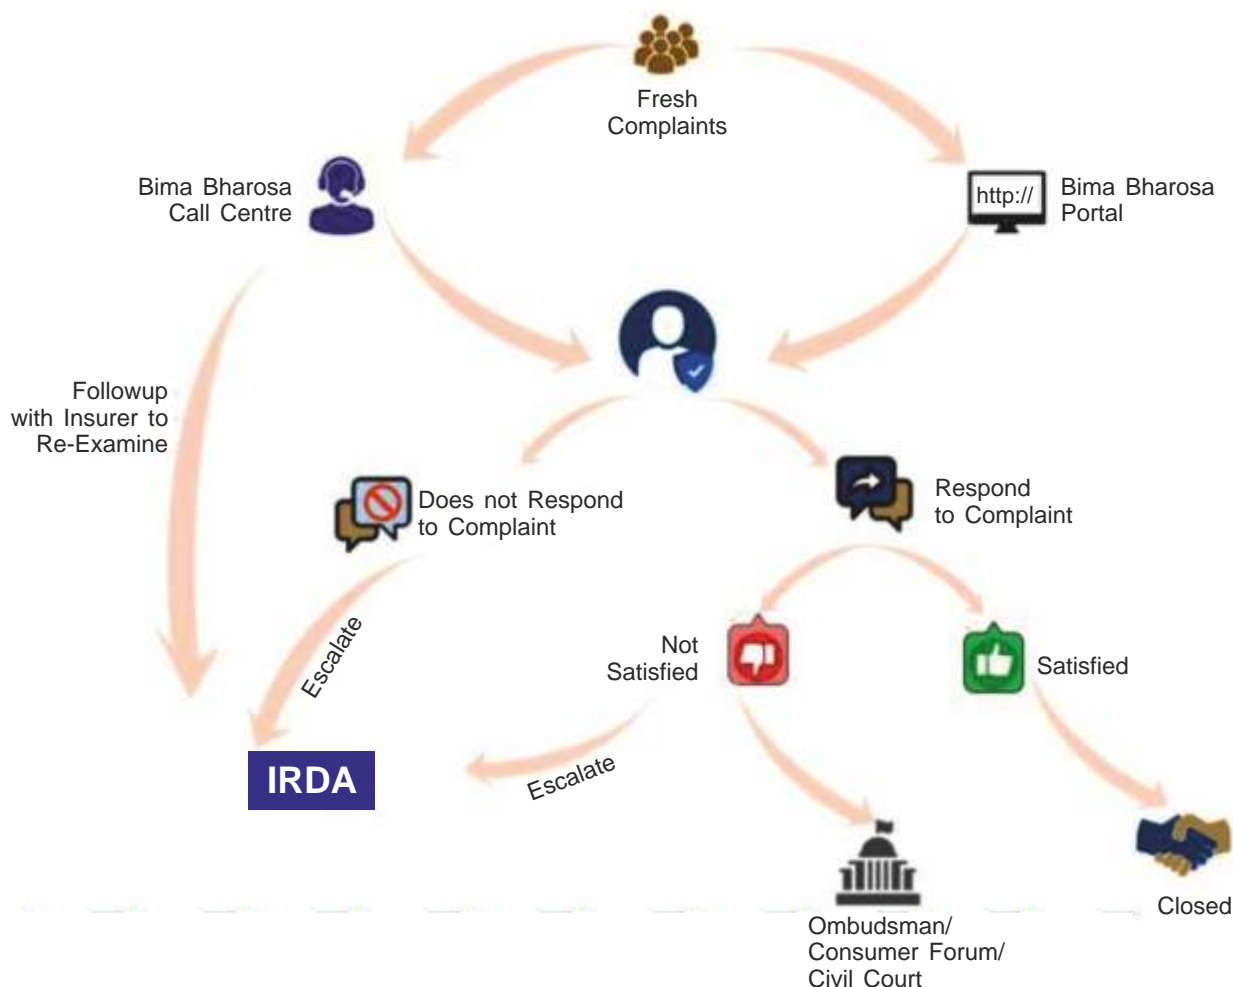 Fresh
Complaints
Bima Bharosa
Call Centre
http://
Bima Bharosa
Portal
Followup
with Insurer to
Re-Examine
Does not Respond
to Complaint
Respond
to Complaint
Escalate
Not
Satisfied
Satisfied
IRDA
Escalate
Closed
Ombudsman/
Consumer Forum/
Civil Court